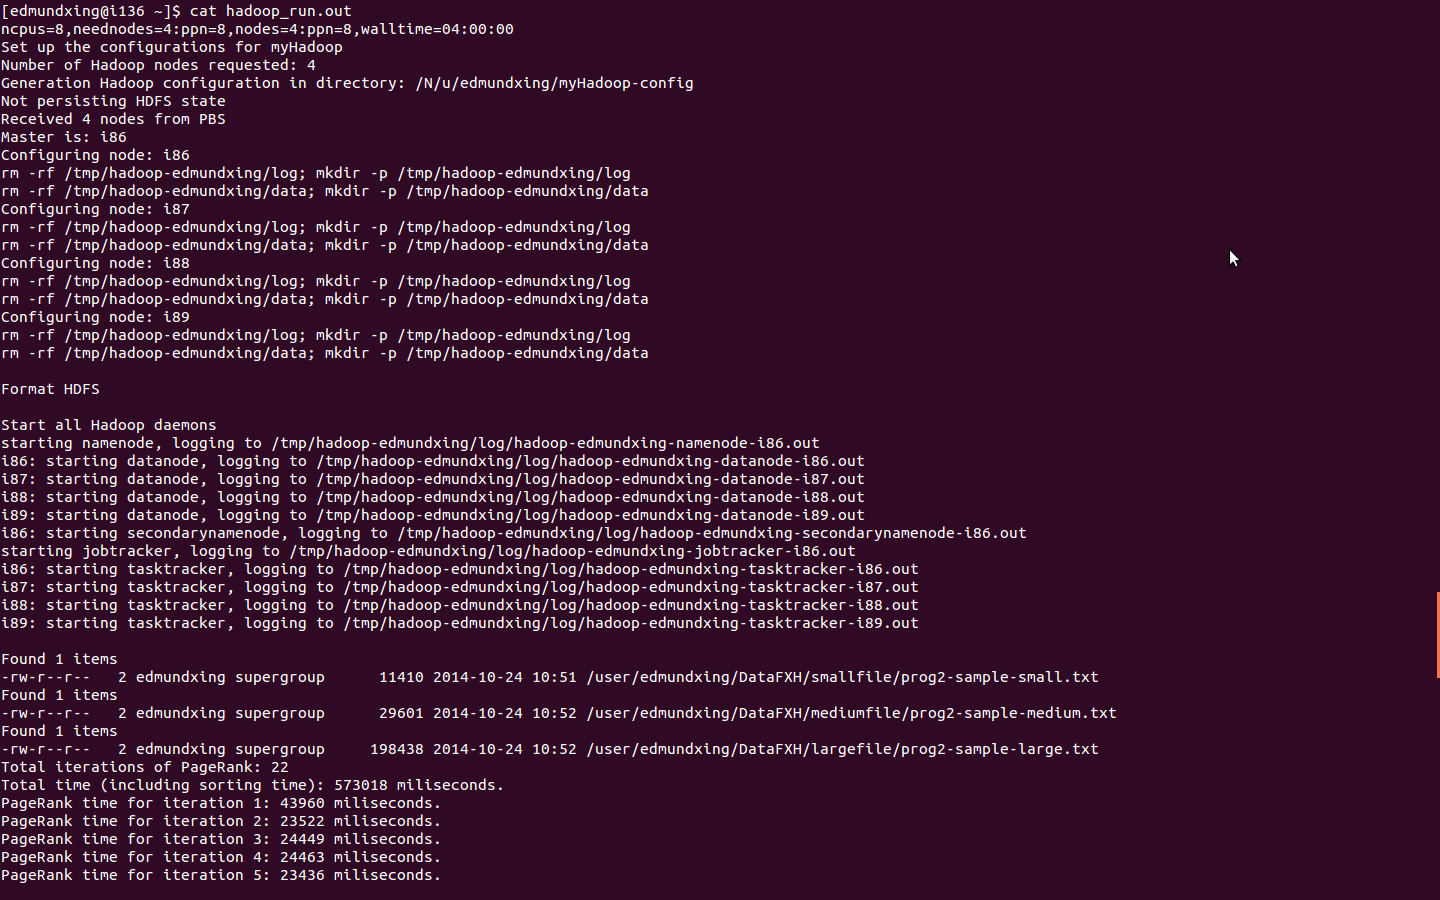 [edmundxing@i136 ~]$ cat hadoop_run.out
ncpus=8,neednodes=4:ppn=8,nodes=4:ppn=8,walltime=04:00:00
Set up the configurations for myHadoop
Number of Hadoop nodes requested: 4
Generation Hadoop configuration in directory: /N/u/edmundxing/myHadoop-config
Not persisting HDFS state
Received 4 nodes from PBS
Master is: i86
Configuring node: i86
rm -rf /tmp/hadoop-edmundxing/log; mkdir -p /tmp/hadoop-edmundxing/log
rm -rf /tmp/hadoop-edmundxing/data; mkdir -p /tmp/hadoop-edmundxing/data
Configuring node: i87
rm -rf /tmp/hadoop-edmundxing/log; mkdir -p /tmp/hadoop-edmundxing/log
rm -rf /tmp/hadoop-edmundxing/data; mkdir -p /tmp/hadoop-edmundxing/data
Configuring node: i88
rm -rf /tmp/hadoop-edmundxing/log; mkdir -p /tmp/hadoop-edmundxing/log
rm -rf /tmp/hadoop-edmundxing/data; mkdir -p /tmp/hadoop-edmundxing/data
Configuring node: i89
rm -rf /tmp/hadoop-edmundxing/log; mkdir -p /tmp/hadoop-edmundxing/log
rm -rf /tmp/hadoop-edmundxing/data; mkdir -p /tmp/hadoop-edmundxing/data
Format HDFS
Start all Hadoop daemons
starting namenode, logging to /tmp/hadoop-edmundxing/log/hadoop-edmundxing-namenode-i86.out
i86: starting datanode, logging to /tmp/hadoop-edmundxing/log/hadoop-edmundxing-datanode-i86.out
i87: starting datanode, logging to /tmp/hadoop-edmundxing/log/hadoop-edmundxing-datanode-i87.out
i88: starting datanode, logging to /tmp/hadoop-edmundxing/log/hadoop-edmundxing-datanode-i88.out
i89: starting datanode, logging to /tmp/hadoop-edmundxing/log/hadoop-edmundxing-datanode-i89.out
i86: starting secondarynamenode, logging to /tmp/hadoop-edmundxing/log/hadoop-edmundxing-secondarynamenode-i86.out
starting jobtracker, logging to /tmp/hadoop-edmundxing/log/hadoop-edmundxing-jobtracker-i86.out
i86: starting tasktracker, logging to /tmp/hadoop-edmundxing/log/hadoop-edmundxing-tasktracker-i86.out
i87: starting tasktracker, logging to /tmp/hadoop-edmundxing/log/hadoop-edmundxing-tasktracker-i87.out
i88: starting tasktracker, logging to /tmp/hadoop-edmundxing/log/hadoop-edmundxing-tasktracker-i88.out
i89: starting tasktracker, logging to /tmp/hadoop-edmundxing/log/hadoop-edmundxing-tasktracker-i89.out
Found 1 items
-rw-r--r--   2 edmundxing supergroup      11410 2014-10-24 10:51 /user/edmundxing/DataFXH/smallfile/prog2-sample-small.txt
Found 1 items
-rw-r--r--   2 edmundxing supergroup      29601 2014-10-24 10:52 /user/edmundxing/DataFXH/mediumfile/prog2-sample-medium.txt
Found 1 items
-rw-r--r--   2 edmundxing supergroup     198438 2014-10-24 10:52 /user/edmundxing/DataFXH/largefile/prog2-sample-large.txt
Total iterations of PageRank: 22
Total time (including sorting time): 573018 miliseconds.
PageRank time for iteration 1: 43960 miliseconds.
PageRank time for iteration 2: 23522 miliseconds.
PageRank time for iteration 3: 24449 miliseconds.
PageRank time for iteration 4: 24463 miliseconds.
PageRank time for iteration 5: 23436 miliseconds.